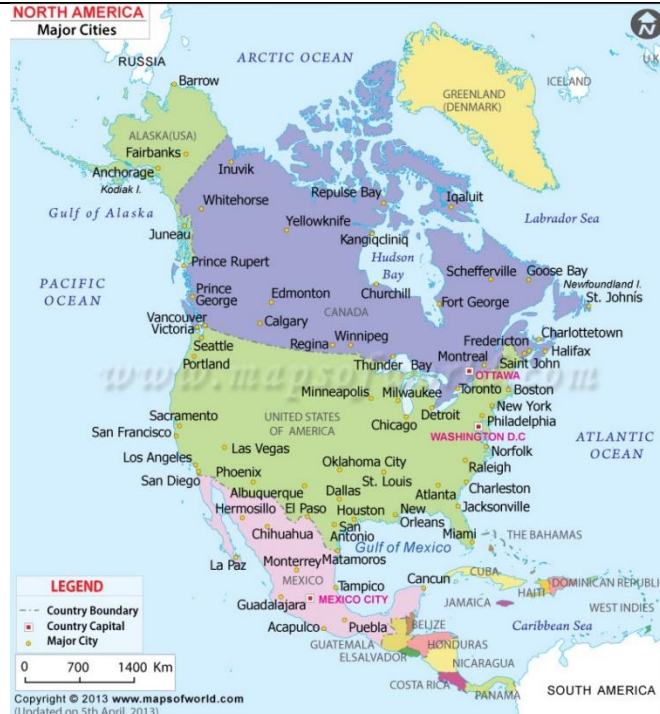 NORTH AMERICA
Major Cities
N
RUSSIA
ARCTIC OCEAN
Barrow
ICELAND
GREENLAND
(DENMARK)
ALASKA(USA)
Fairbanks
Anchorage
Kodiak I.
Inuvik
Gulf of Alaska
Whitehorse
Repulse Bay
Iqaluit
Labrador Sea
Juneau
Yellowknife
Kangiqcliniq
Hudson
Bay
Prince Rupert
Schefferville
Goose Bay
Newfoundland I.
St. Johnís
PACIFIC
OCEAN
Prince
George
Edmonton
Churchill
Fort George
CANADA
Vancouver
Victoria
Calgary
Winnipeg
Regina
Fredericton
Charlottetown
Seattle
Portland
Thunder Bay
Montreal
Saint John
Halifax
OTTAWA
www.mapsofworld.com
Minneapolis
Milwaukee
Toronto
Boston
Detroit
New York
Chicago
Philadelphia
Sacramento
UNITED STATES
OF AMERICA
San Francisco
WASHINGTON D.C
ATLANTIC
OCEAN
Norfolk
Las Vegas
Los Angeles
Oklahoma City
Raleigh
San Diego
Phoenix
St. Louis
Albuquerque
Dallas
Atlanta
Charleston
Hermosillo
El Paso
Houston
New
Orleans
Jacksonville
San
Antonio
Chihuahua
Miami
THE BAHAMAS
Gulf of Mexico
La Paz
Monterrey
Matamoros
MEXICO
CUBA
Tampico
Cancun
HAITI
DOMINICAN REPUBLI
Guadalajara
MEXICO CITY
JAMAICA
WEST INDIES
Acapulco
Puebla
BELIZE
Caribbean Sea
GUATEMALA
HONDURAS
ELSALVADOR
NICARAGUA
COSTA RICA
PANAMA
SOUTH AMERICA
LEGEND
Country Boundary
Country Capital
Major City
0 700 1400 Km
Copyright © 2013 www.mapsofworld.com
(Updated on 5th April, 2013)